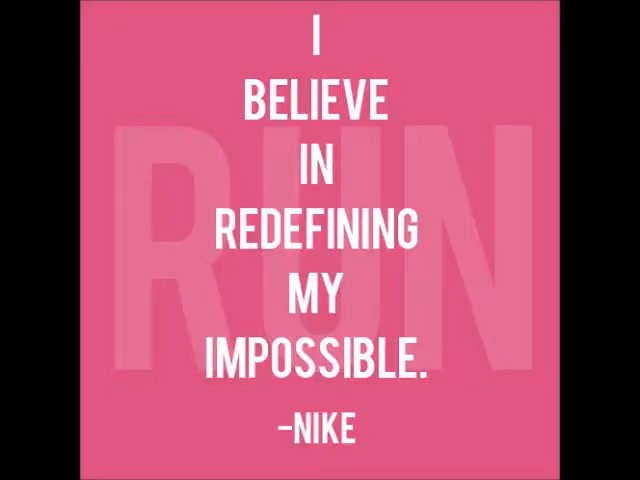 I
BELIEVE
IN
REDEFINING
MY
IMPOSSIBLE.
-NIKE
RUN